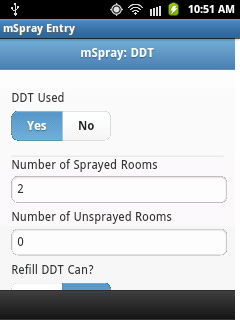 10:51 AM
mSpray Entry
mSpray: DDT
DDT Used
Yes No
Number of Sprayed Rooms
2
Number of Unsprayed Rooms
0
Refill DDT Can?